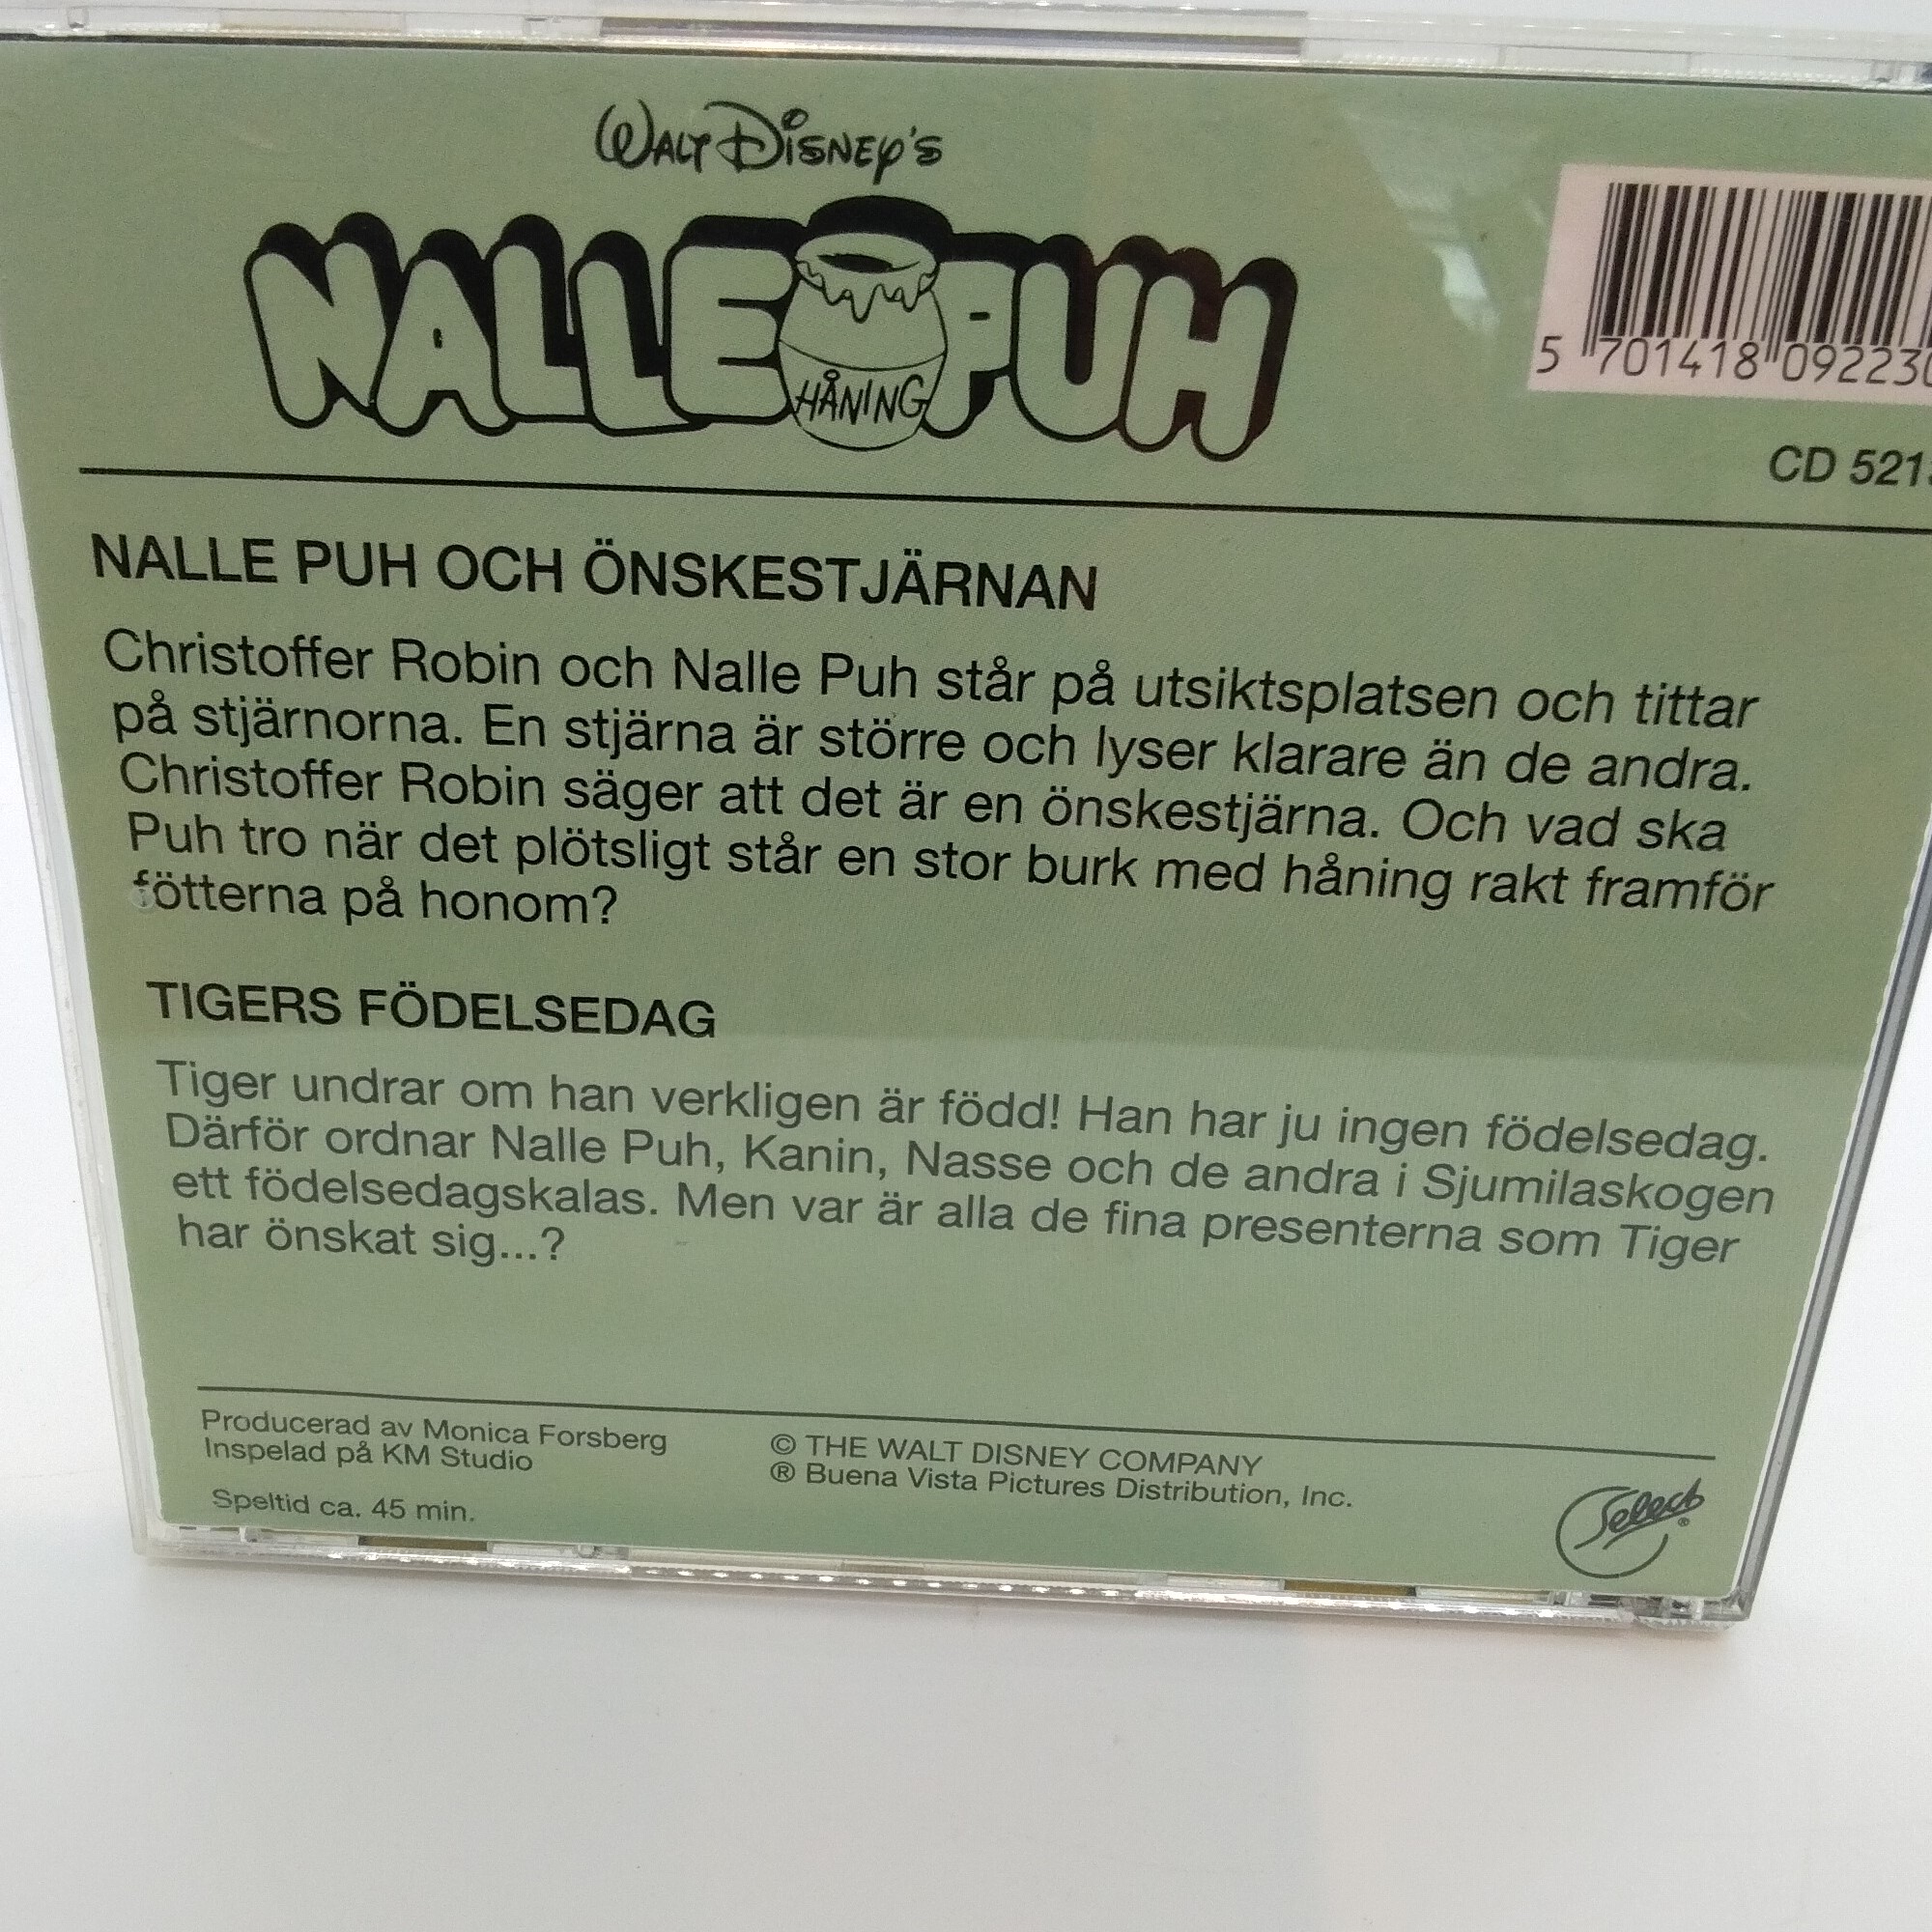 WALT DISNEY'S
NALLE PUH
HÅNING
5 701418 09223
CD 521
NALLE PUH OCH ÖNSKESTJÄRNAN
Christoffer Robin och Nalle Puh står på utsiktsplatsen och tittar
på stjärnorna. En stjärna är större och lyser klarare än de andra.
Christoffer Robin säger att det är en önskestjärna. Och vad ska
Puh tro när det plötsligt står en stor burk med håning rakt framför
fötterna på honom?
TIGERS FÖDELSEDAG
Tiger undrar om han verkligen är född! Han har ju ingen födelsedag.
Därför ordnar Nalle Puh, Kanin, Nasse och de andra i Sjumilaskogen
ett födelsedagskalas. Men var är alla de fina presenterna som Tiger
har önskat sig...?
Producerad av Monica Forsberg
Inspelad på KM Studio
Speltid ca. 45 min.
© THE WALT DISNEY COMPANY
® Buena Vista Pictures Distribution, Inc.
Select®